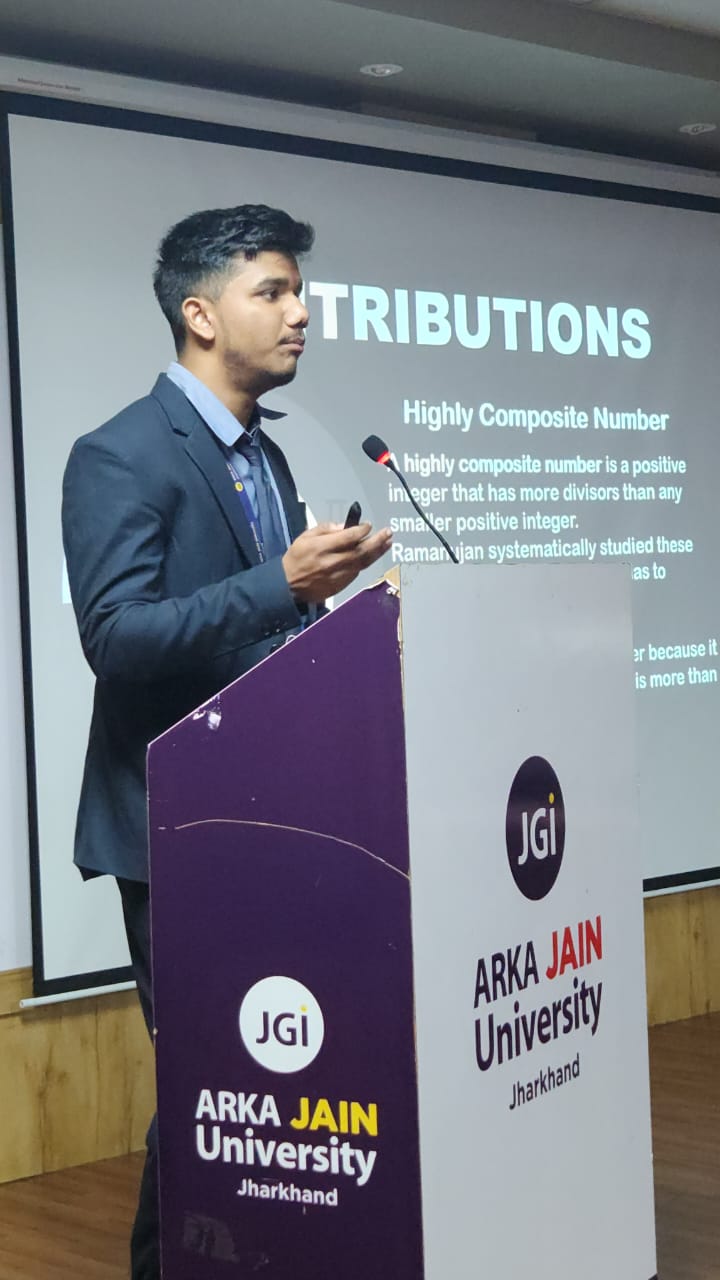 TRIBUTIONS
Highly Composite Number
A highly composite number is a positive
integer that has more divisors than any
smaller positive integer.
Ramanujan systematically studied these
as to
er because it
is more than
JGi
ARKA JAIN
University
Jharkhand
JGi
ARKA JAIN
University
Jharkhand